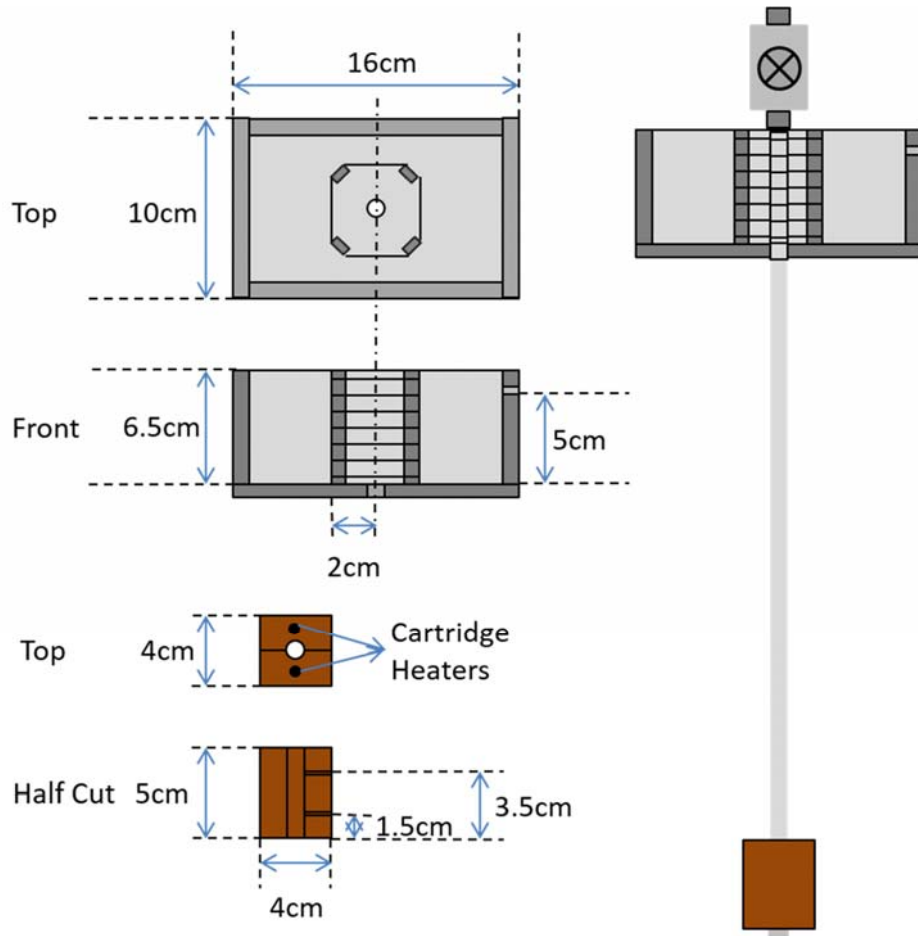 16cm
Top
10cm
Front
6.5cm
5cm
2cm
Top
4cm
Cartridge
Heaters
Half Cut
5cm
3.5cm
1.5cm
4cm